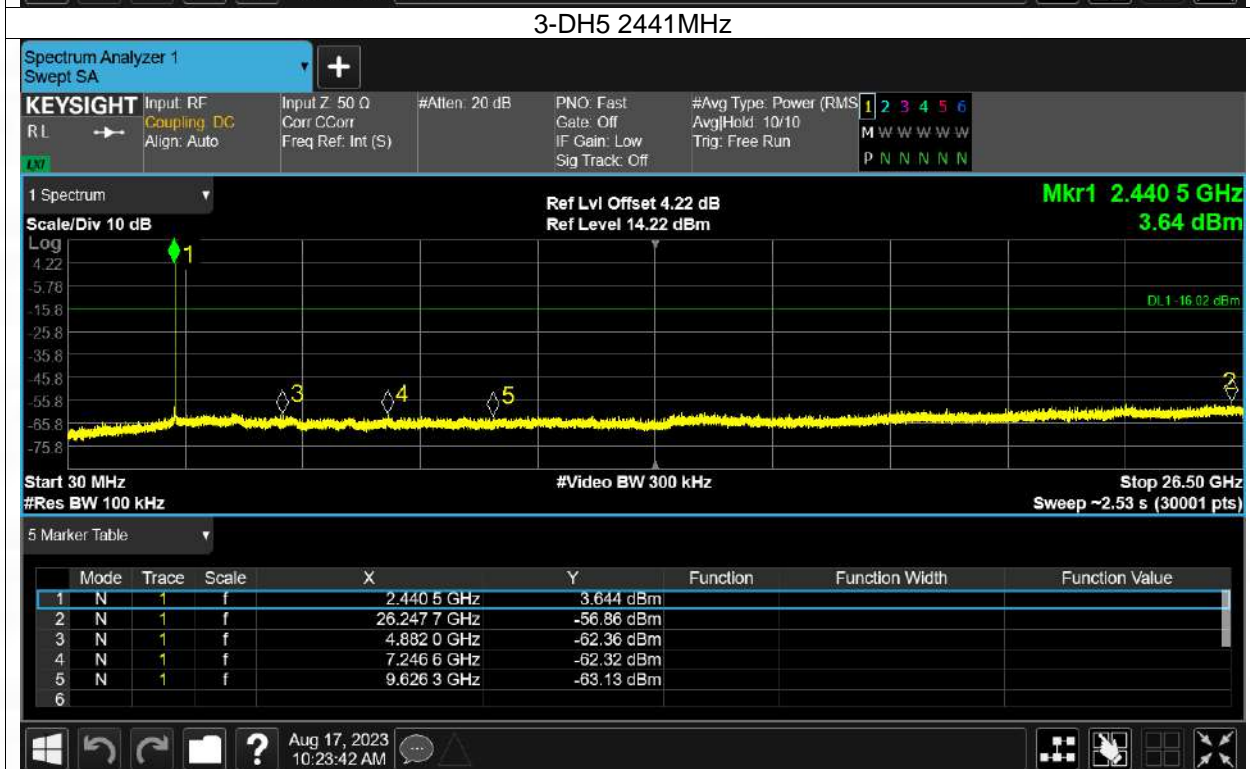 3-DH5 2441MHz
Spectrum Analyzer 1
Swept SA
+
KEYSIGHT Input: RF Input Z: 50 Ω #Atten: 20 dB PNO: Fast #Avg Type: Power (RMS 1 2 3 4 5 6
RL Coupling: DC Corr CCorr Gate: Off Avg|Hold: 10/10 M W W W W W
Align: Auto Freq Ref: Int (S) IF Gain: Low Trig: Free Run
LXI Sig Track: Off P N N N N N
1 Spectrum Ref Lvl Offset 4.22 dB Mkr1 2.440 5 GHz
Scale/Div 10 dB Ref Level 14.22 dBm 3.64 dBm
Log
1
4.22
-5.78
DL1 -16.02 dBm
-15.8
-25.8
-35.8
-45.8
3 4 5 2
-55.8
-65.8
-75.8
Start 30 MHz #Video BW 300 kHz Stop 26.50 GHz
#Res BW 100 kHz Sweep ~2.53 s (30001 pts)
5 Marker Table
Mode Trace Scale X Y Function Function Width Function Value
1 N 1 f 2.440 5 GHz 3.644 dBm
2 N 1 f 26.247 7 GHz -56.86 dBm
3 N 1 f 4.882 0 GHz -62.36 dBm
4 N 1 f 7.246 6 GHz -62.32 dBm
5 N 1 f 9.626 3 GHz -63.13 dBm
6
? Aug 17, 2023
10:23:42 AM